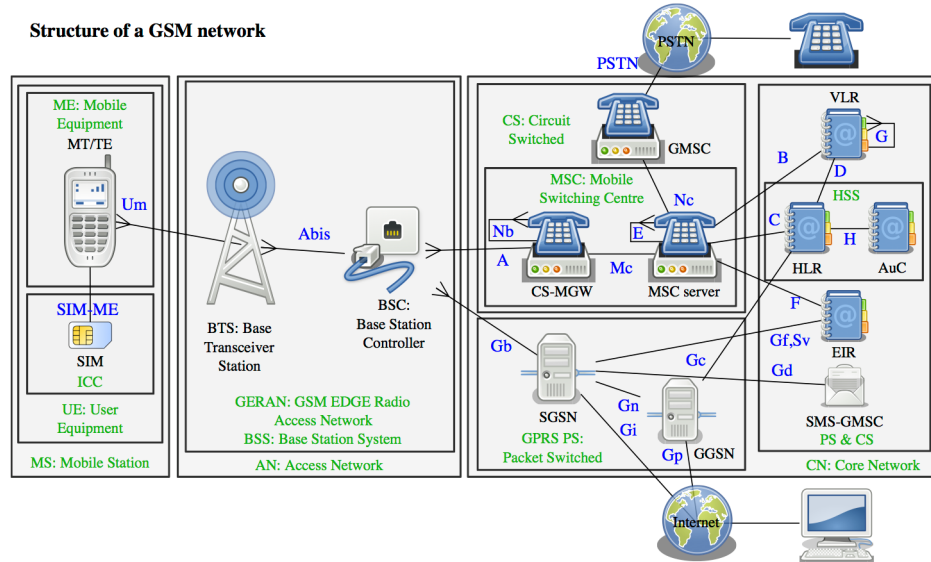 Structure of a GSM network
PSTN
PSTN
ME: Mobile
Equipment
MT/TE
Um
SIM-ME
SIM
ICC
UE: User
Equipment
MS: Mobile Station
Abis
BTS: Base
Transceiver
Station
BSC:
Base Station
Controller
GERAN: GSM EDGE Radio
Access Network
BSS: Base Station System
AN: Access Network
CS: Circuit
Switched
GMSC
MSC: Mobile
Switching Centre
Nc
Nb
E
A
Mc
CS-MGW
MSC server
VLR
G
B
D
HSS
C
H
HLR
AuC
F
Gf,Sv
EIR
Gb
Gc
Gd
SGSN
Gn
Gi
GPRS PS:
Packet Switched
Gp
GGSN
SMS-GMSC
PS & CS
CN: Core Network
Internet